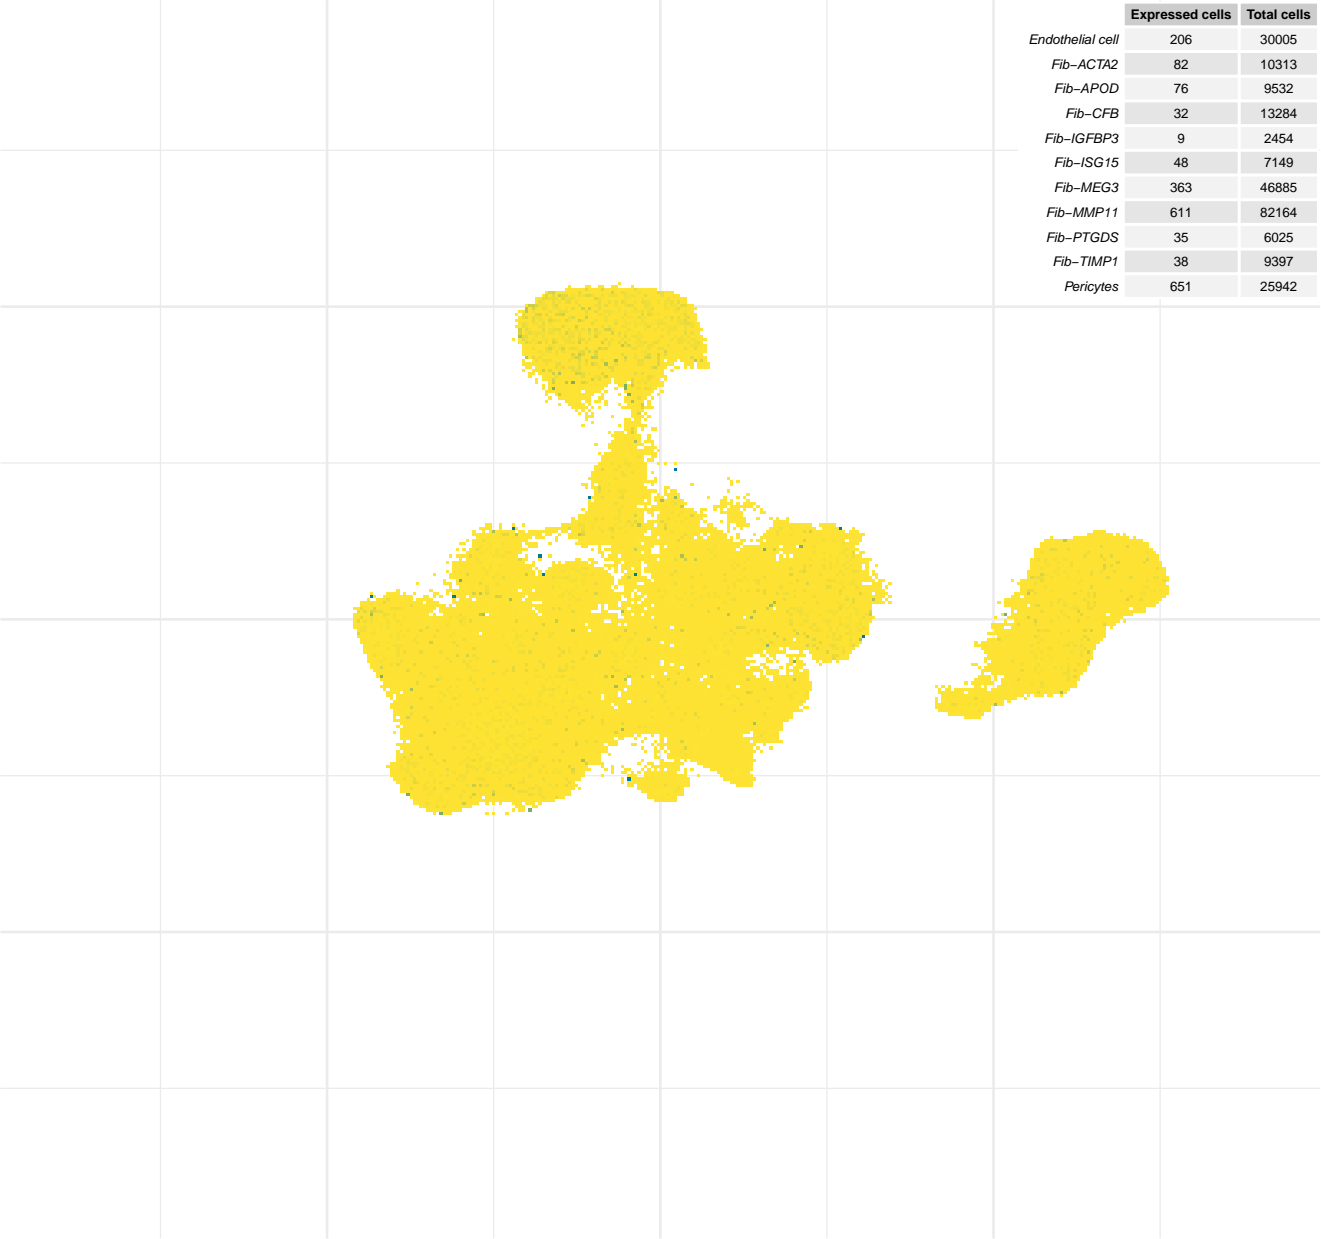 Expressed cells Total cells
Endothelial cell 206 30005
Fib−ACTA2 82 10313
Fib−APOD 76 9532
Fib−CFB 32 13284
Fib−IGFBP3 9 2454
Fib−ISG15 48 7149
Fib−MEG3 363 46885
Fib−MMP11 611 82164
Fib−PTGDS 35 6025
Fib−TIMP1 38 9397
Pericytes 651 25942